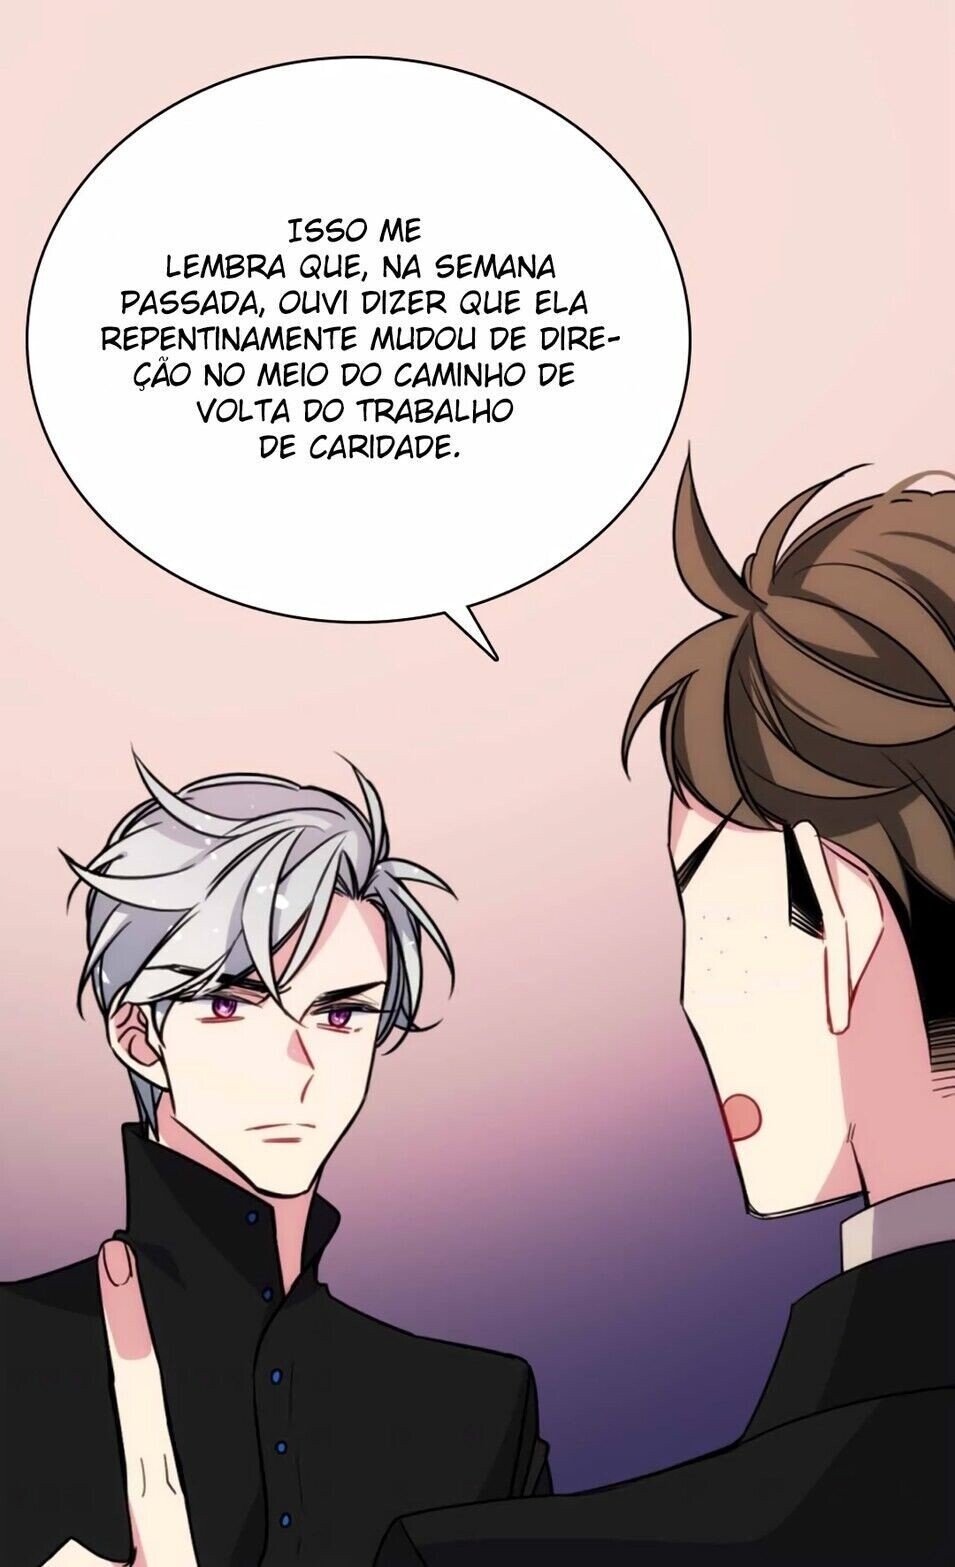 ISSO ME
LEMBRA QUE, NA SEMANA
PASSADA, OUVI DIZER QUE ELA
REPENTINAMENTE MUDOU DE DIRE-
ÇÃO NO MEIO DO CAMINHO DE
VOLTA DO TRABALHO
DE CARIDADE.